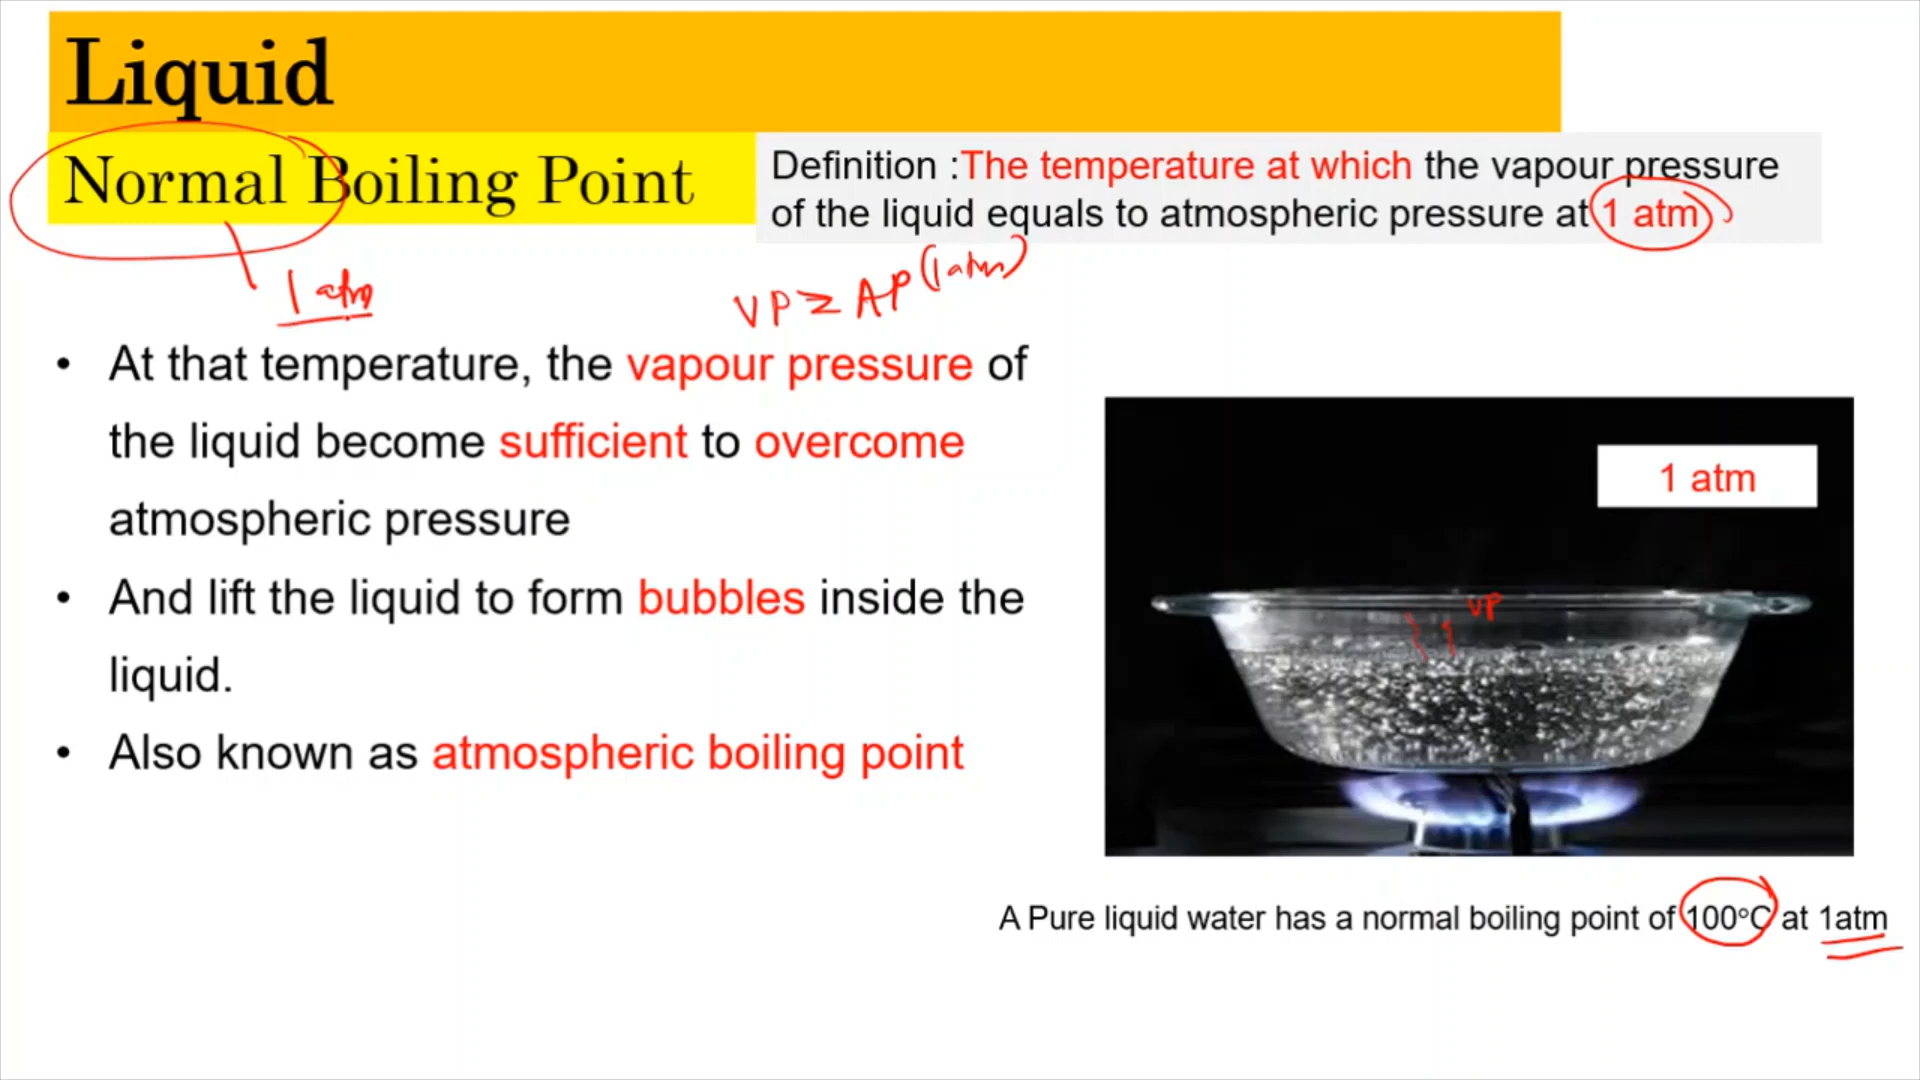 Liquid
Normal Boiling Point
Definition :The temperature at which the vapour pressure
of the liquid equals to atmospheric pressure at 1 atm
1 atm
VP ≥ AP (1 atm)
• At that temperature, the vapour pressure of
the liquid become sufficient to overcome
atmospheric pressure
• And lift the liquid to form bubbles inside the
liquid.
• Also known as atmospheric boiling point
1 atm
VP
A Pure liquid water has a normal boiling point of 100°C at 1atm